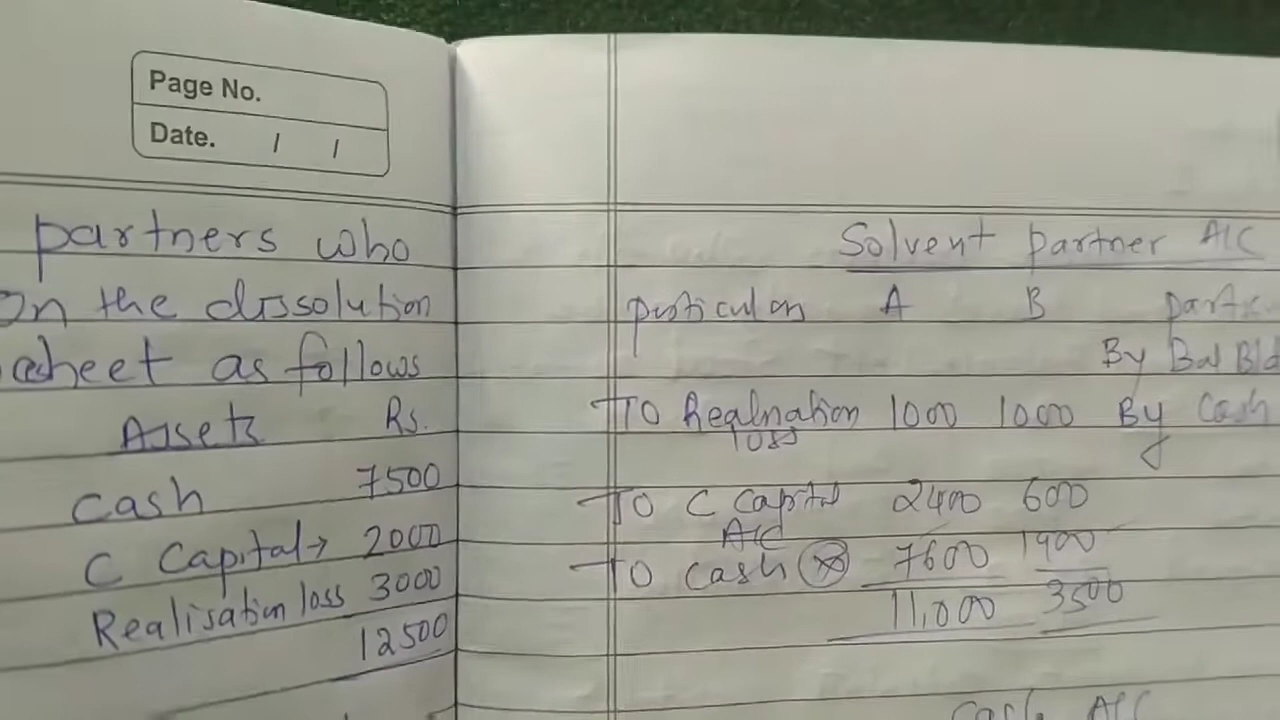 Page No.
Date. / /
partners who
on the dissolution
sheet as follows
Assets Rs.
Cash 7500
C Capital → 2000
Realisation loss 3000
12500
Solvent partner A/C
particulars A B
By Bal B/d
To Realisation loss 1000 1000 By Cash
To C Capital A/C 2400 600
To Cash 7600 1900
11,000 3500
Cash A/C